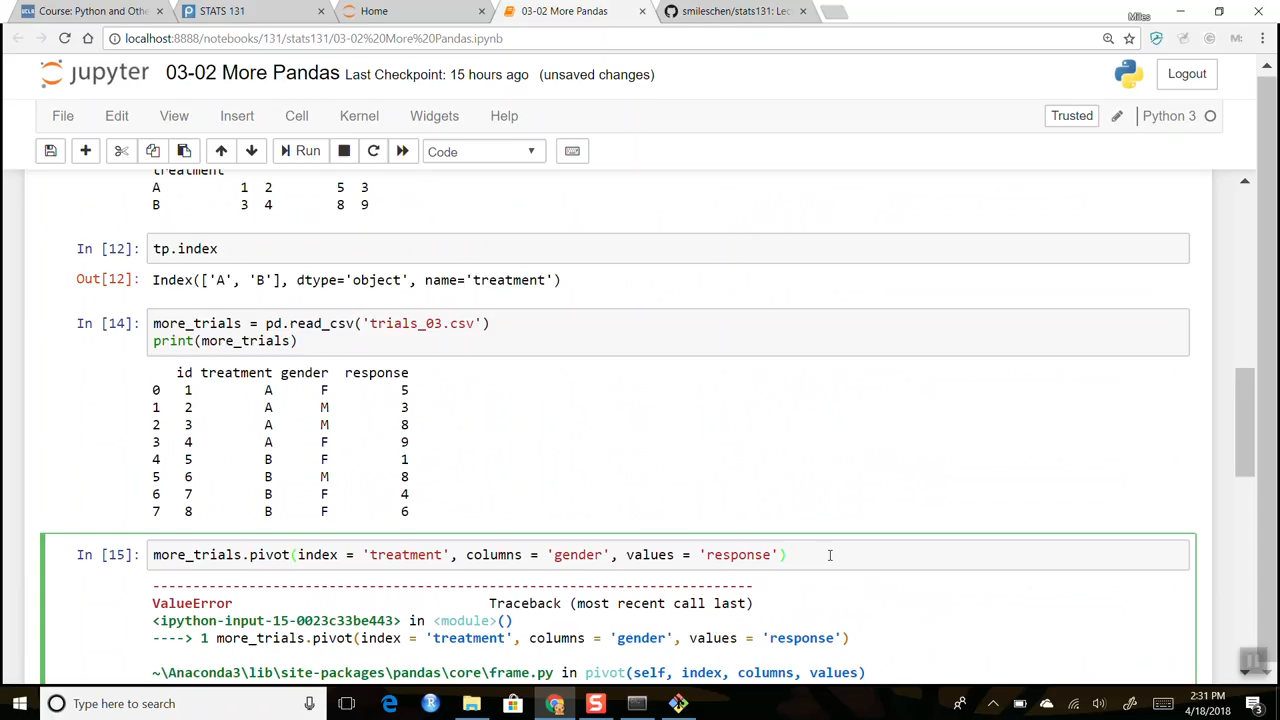 Course: Python and Othe
STATS 131
Home
03-02 More Pandas
smileschen/stats131: Lec
Miles
localhost:8888/notebooks/131/stats131/03-02%20More%20Pandas.ipynb
M:
jupyter 03-02 More Pandas Last Checkpoint: 15 hours ago (unsaved changes)
Logout
File Edit View Insert Cell Kernel Widgets Help
Trusted
Python 3
Run
Code
treatment
A 1 2 5 3
B 3 4 8 9
In [12]: tp.index
Out[12]: Index(['A', 'B'], dtype='object', name='treatment')
In [14]: more_trials = pd.read_csv('trials_03.csv')
print(more_trials)
id treatment gender response
0 1 A F 5
1 2 A M 3
2 3 A M 8
3 4 A F 9
4 5 B F 1
5 6 B M 8
6 7 B F 4
7 8 B F 6
In [15]: more_trials.pivot(index = 'treatment', columns = 'gender', values = 'response')
---------------------------------------------------------------------------
ValueError Traceback (most recent call last)
<ipython-input-15-0023c33be443> in <module>()
----> 1 more_trials.pivot(index = 'treatment', columns = 'gender', values = 'response')
~\Anaconda3\lib\site-packages\pandas\core\frame.py in pivot(self, index, columns, values)
Type here to search
2:31 PM
4/18/2018
3